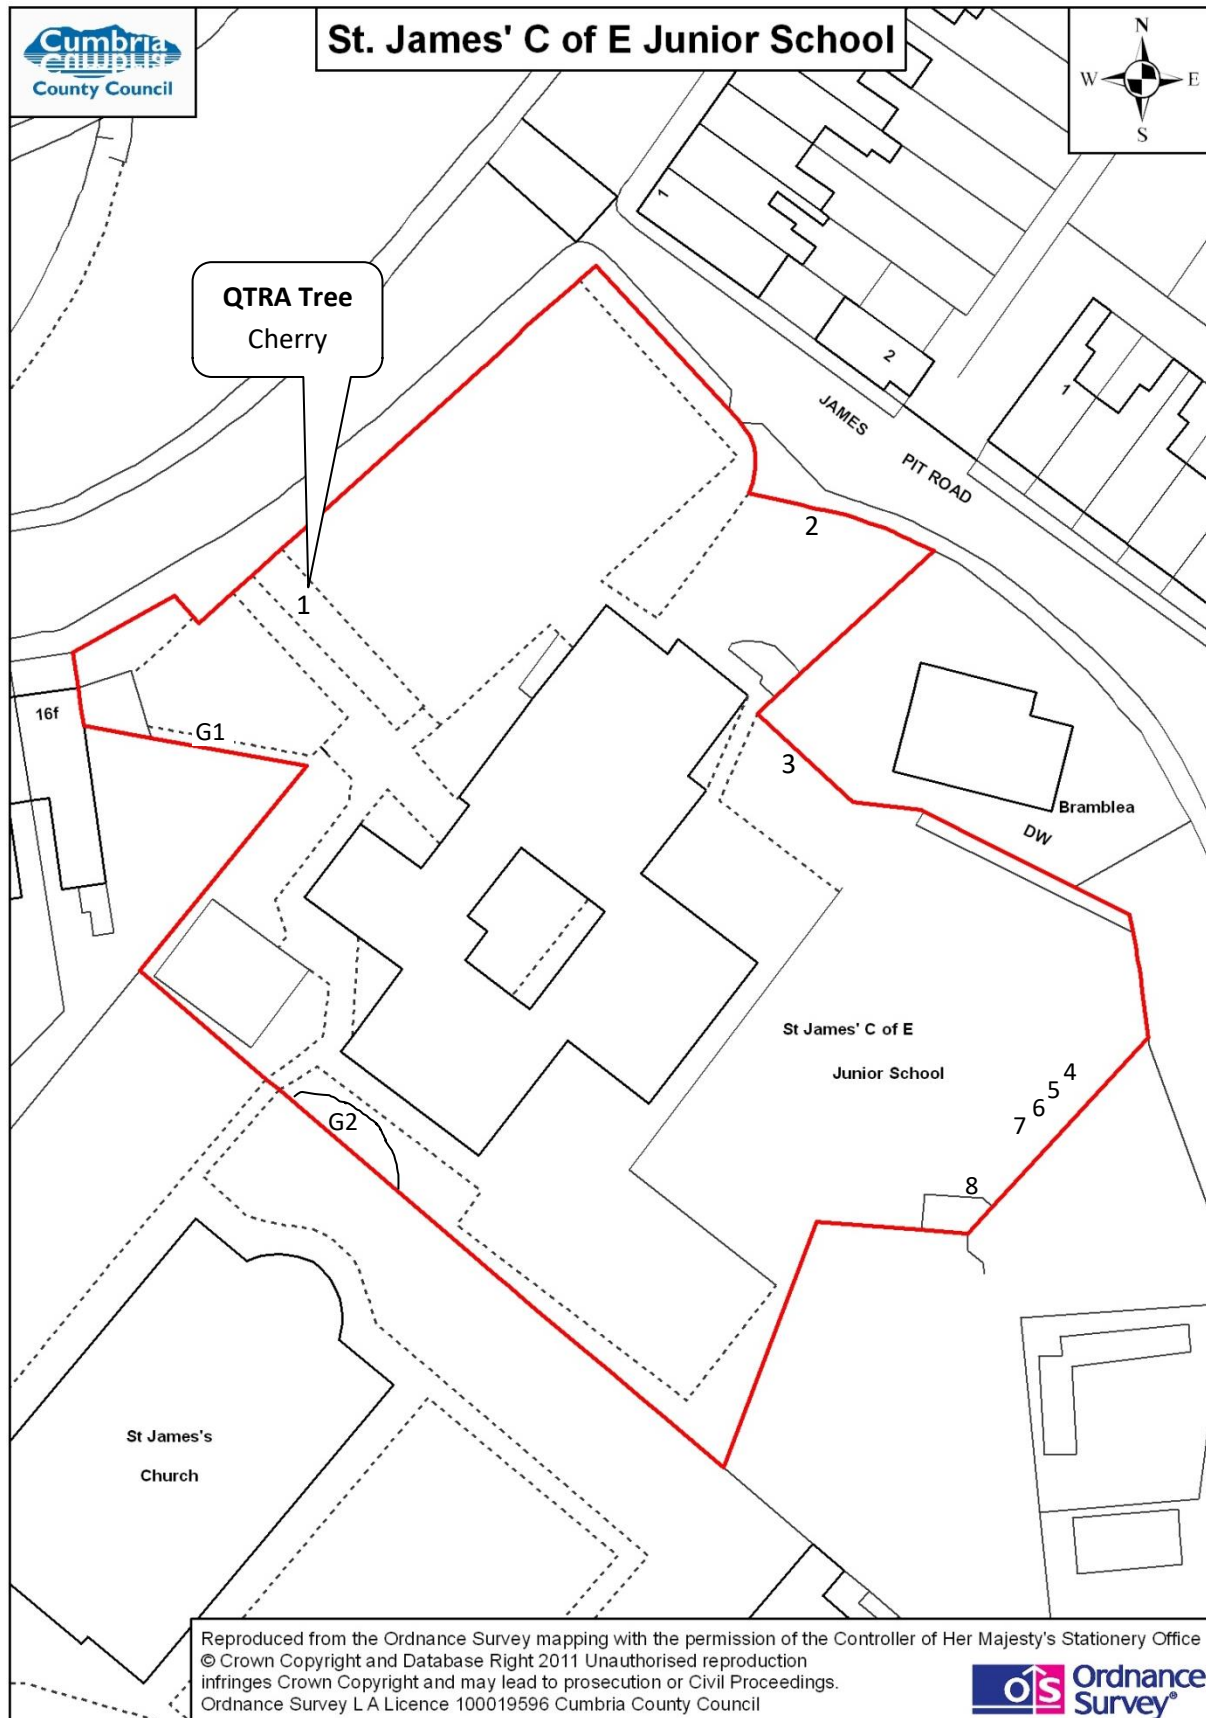 Cumbria
County Council
St. James' C of E Junior School
N
W E
S
1
QTRA Tree
Cherry
2
1
JAMES
PIT ROAD
2
1
16f
G1
3
Bramblea
DW
St James' C of E
Junior School
4
5
6
7
G2
8
St James's
Church
Reproduced from the Ordnance Survey mapping with the permission of the Controller of Her Majesty's Stationery Office
© Crown Copyright and Database Right 2011 Unauthorised reproduction
infringes Crown Copyright and may lead to prosecution or Civil Proceedings.
Ordnance Survey L A Licence 100019596 Cumbria County Council
OS Ordnance
Survey®